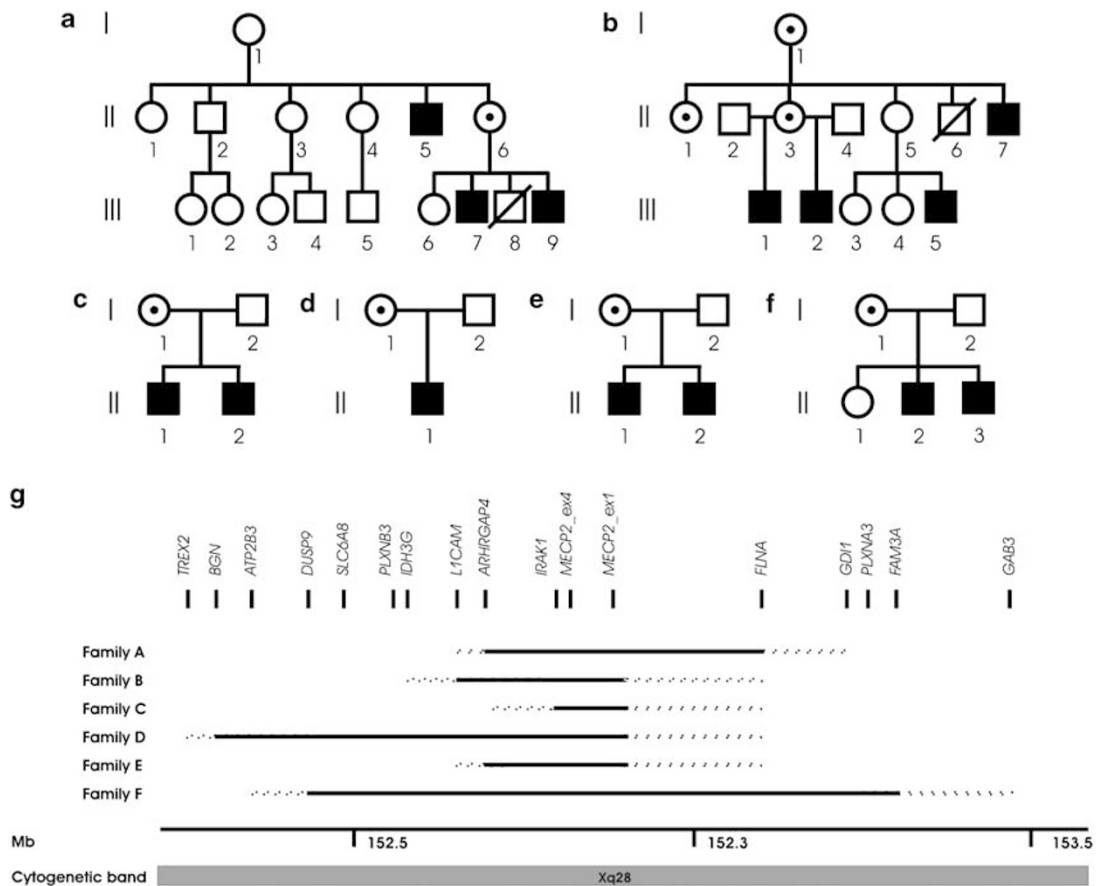 a I b I
1 1
II II
1 2 3 4 5 6 1 2 3 4 5 6 7
III III
1 2 3 4 5 6 7 8 9 1 2 3 4 5
c I d I e I f I
1 2 1 2 1 2 1 2
II II II II
1 2 1 1 2 1 2 3
g
TREX2 BGN ATP2B3 DUSP9 SLC6A8 PLXNB3 IDH3G L1CAM ARHRGAP4 IRAK1 MECP2_ex4 MECP2_ex1 FLNA GDI1 PLXNA3 FAM3A GAB3
Family A
Family B
Family C
Family D
Family E
Family F
Mb 152.5 152.3 153.5
Cytogenetic band Xq28